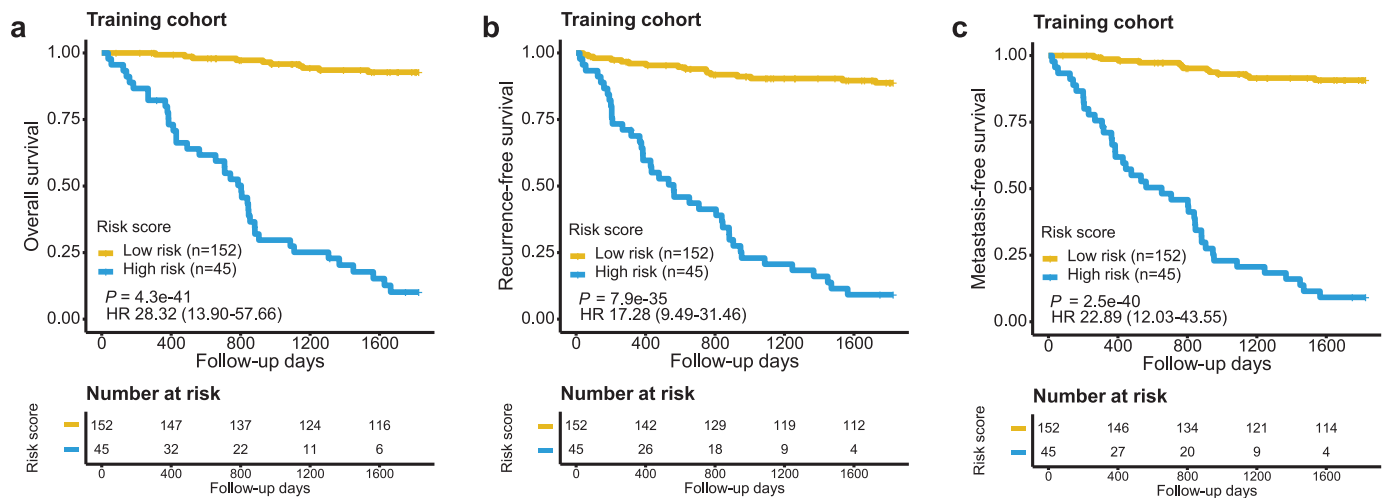 a
Training cohort
Overall survival
1.00
0.75
0.50
0.25
0.00
Risk score
Low risk (n=152)
High risk (n=45)
P = 4.3e-41
HR 28.32 (13.90-57.66)
0 400 800 1200 1600
Follow-up days
Number at risk
Risk score
152 147 137 124 116
45 32 22 11 6
0 400 800 1200 1600
Follow-up days
b
Training cohort
Recurrence-free survival
1.00
0.75
0.50
0.25
0.00
Risk score
Low risk (n=152)
High risk (n=45)
P = 7.9e-35
HR 17.28 (9.49-31.46)
0 400 800 1200 1600
Follow-up days
Number at risk
Risk score
152 142 129 119 112
45 26 18 9 4
0 400 800 1200 1600
Follow-up days
c
Training cohort
Metastasis-free survival
1.00
0.75
0.50
0.25
0.00
Risk score
Low risk (n=152)
High risk (n=45)
P = 2.5e-40
HR 22.89 (12.03-43.55)
0 400 800 1200 1600
Follow-up days
Number at risk
Risk score
152 146 134 121 114
45 27 20 9 4
0 400 800 1200 1600
Follow-up days